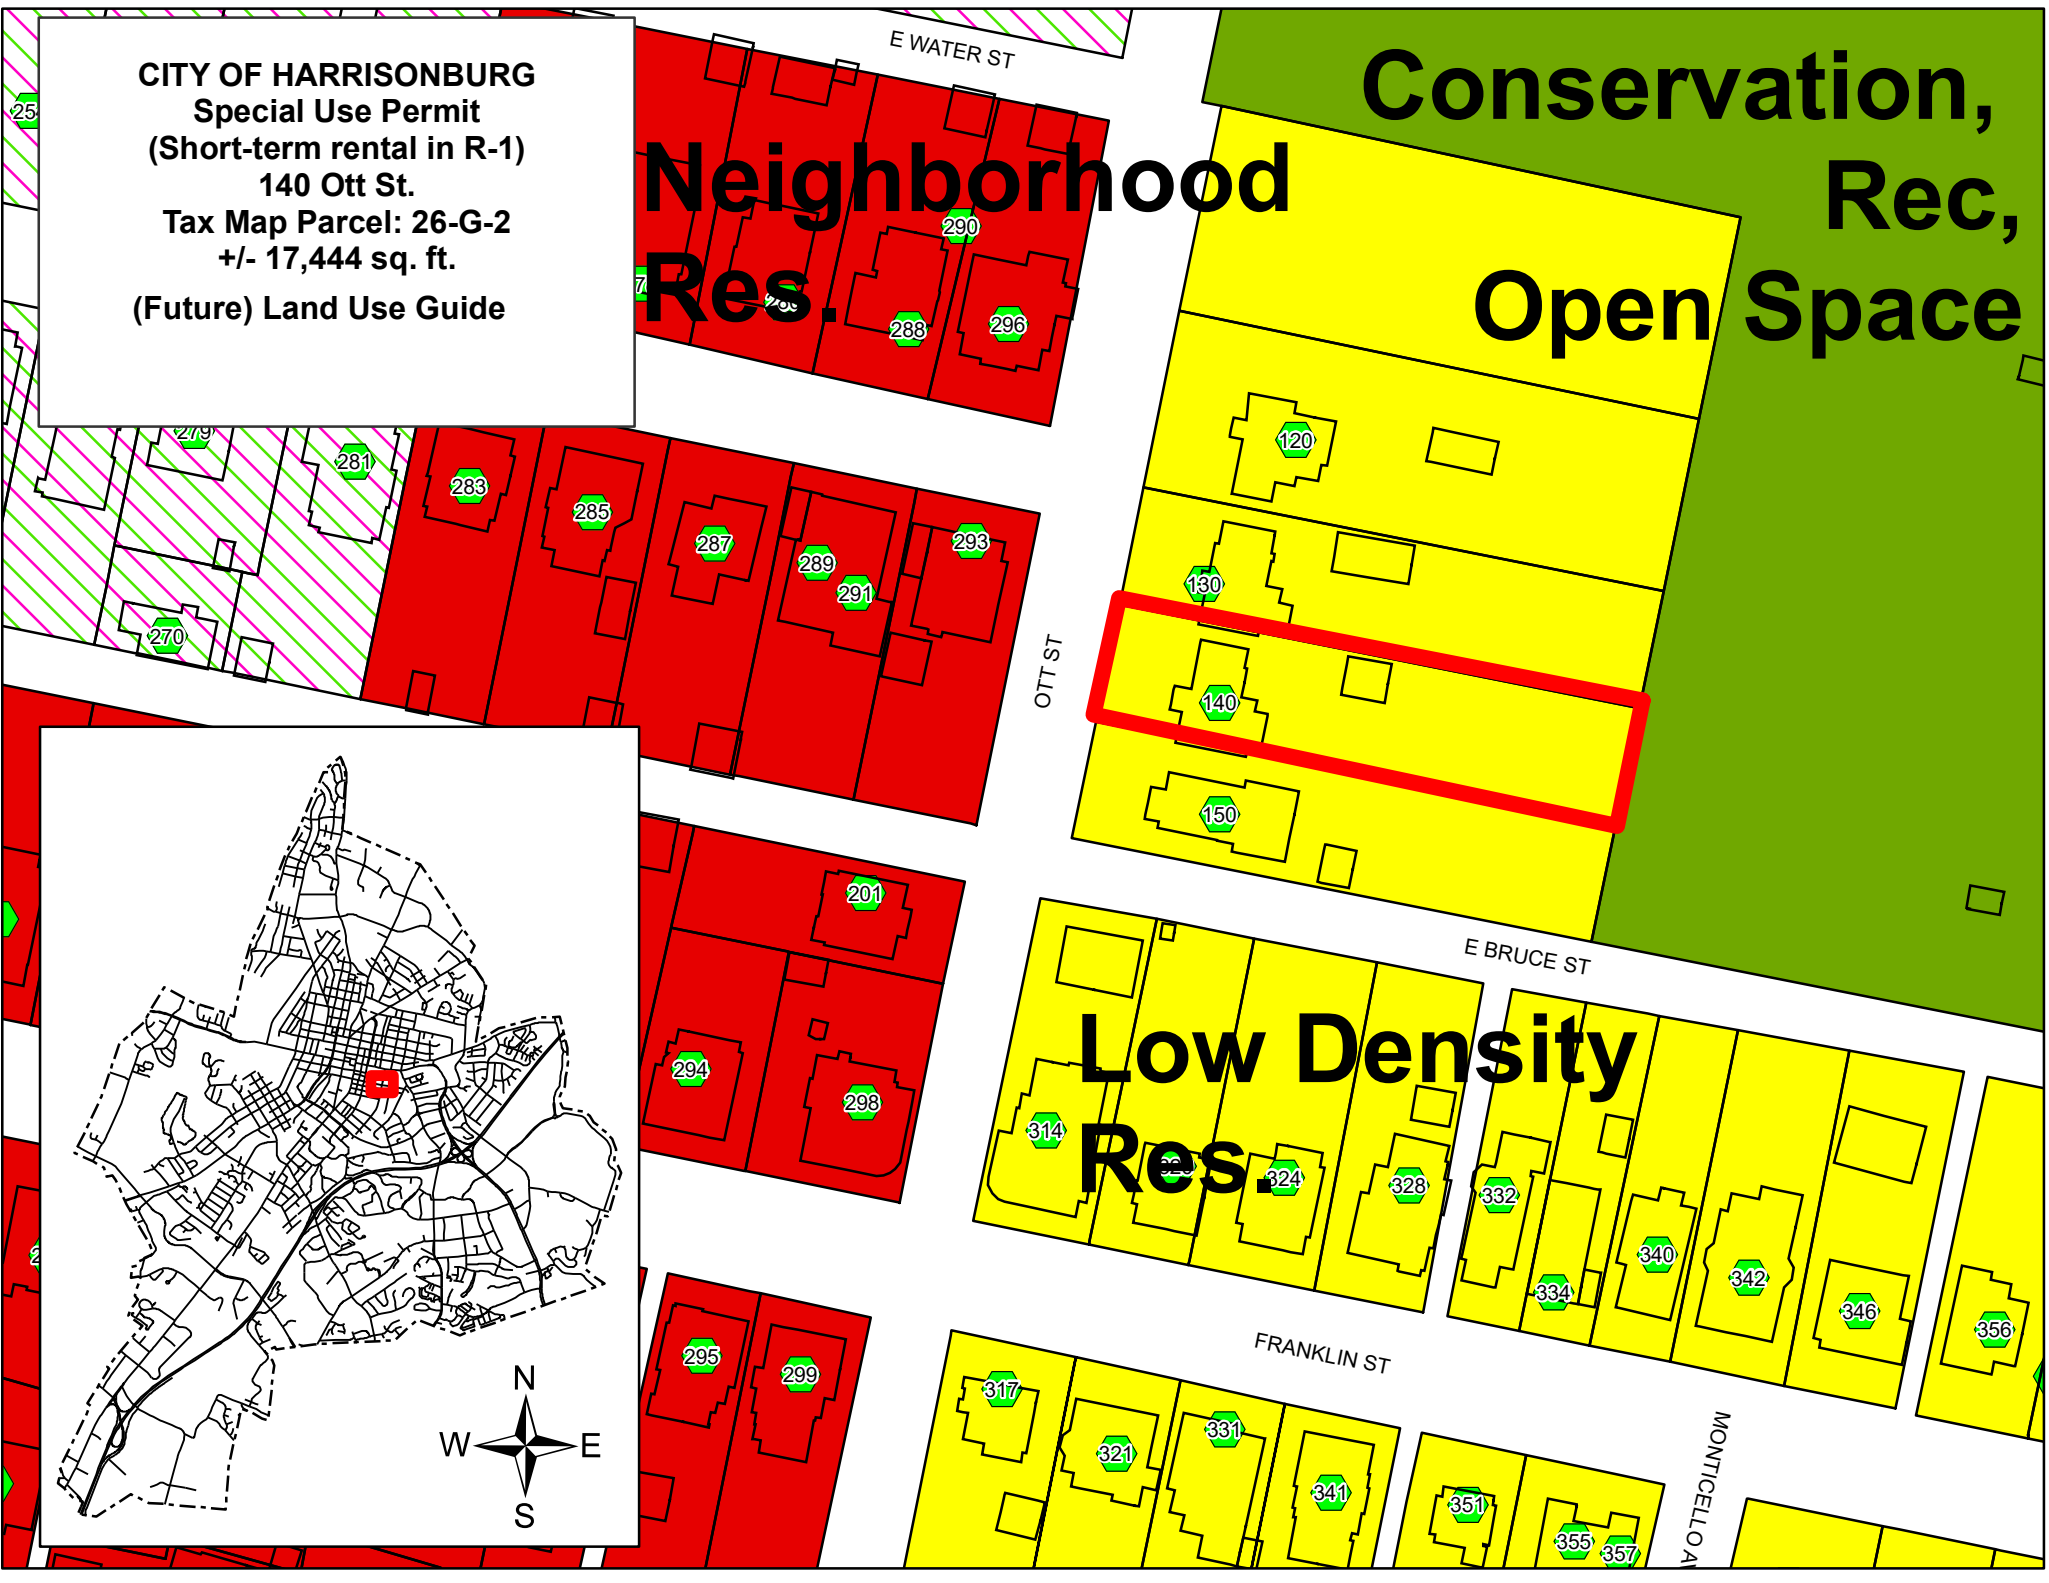 CITY OF HARRISONBURG
Special Use Permit
(Short-term rental in R-1)
140 Ott St.
Tax Map Parcel: 26-G-2
+/- 17,444 sq. ft.
(Future) Land Use Guide
E WATER ST
Conservation,
Rec,
Open Space
Neighborhood
Res.
290
288
296
120
279
281
283
285
287
289
291
293
130
270
OTT ST
140
150
201
E BRUCE ST
Low Density
Res.
294
298
314
324
328
332
334
340
342
346
356
FRANKLIN ST
295
299
317
321
331
341
351
355
357
MONTICELLO AV
N
W
E
S